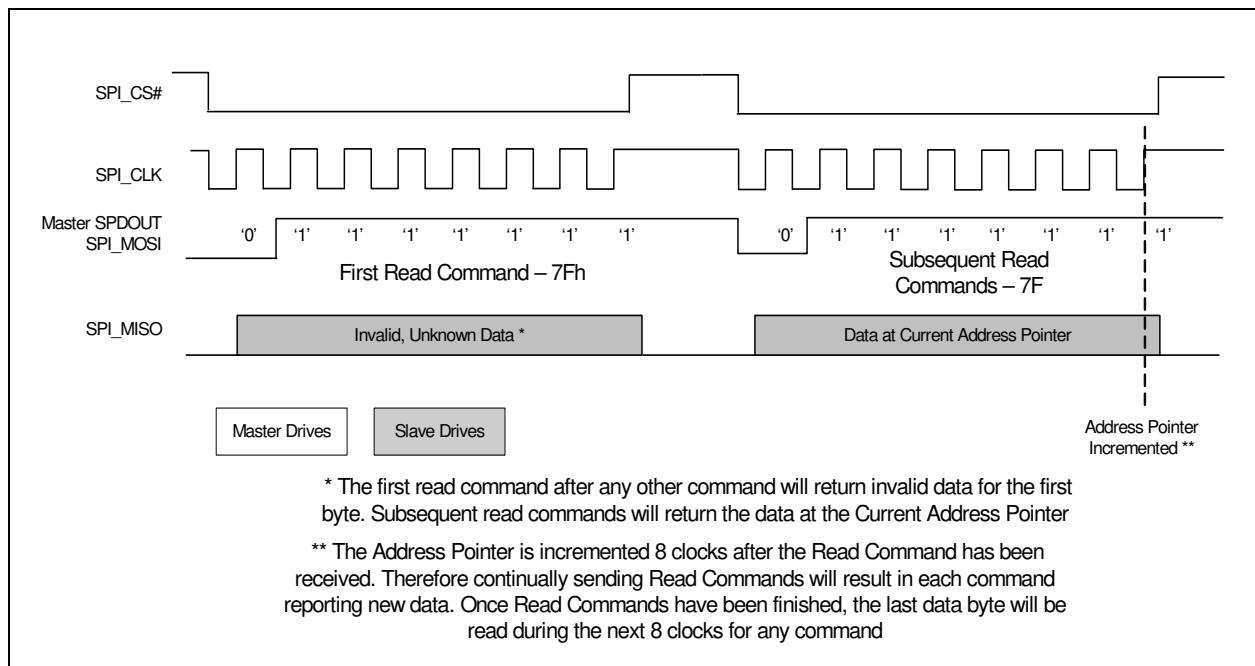 SPI_CS#
SPI_CLK
Master SPDOUT
SPI_MOSI
‘0’ ‘1’ ‘1’ ‘1’ ‘1’ ‘1’ ‘1’ ‘1’
‘0’ ‘1’ ‘1’ ‘1’ ‘1’ ‘1’ ‘1’ ‘1’
First Read Command – 7Fh
Subsequent Read
Commands – 7F
SPI_MISO
Invalid, Unknown Data *
Data at Current Address Pointer
Master Drives
Slave Drives
Address Pointer
Incremented **
* The first read command after any other command will return invalid data for the first
byte. Subsequent read commands will return the data at the Current Address Pointer
** The Address Pointer is incremented 8 clocks after the Read Command has been
received. Therefore continually sending Read Commands will result in each command
reporting new data. Once Read Commands have been finished, the last data byte will be
read during the next 8 clocks for any command